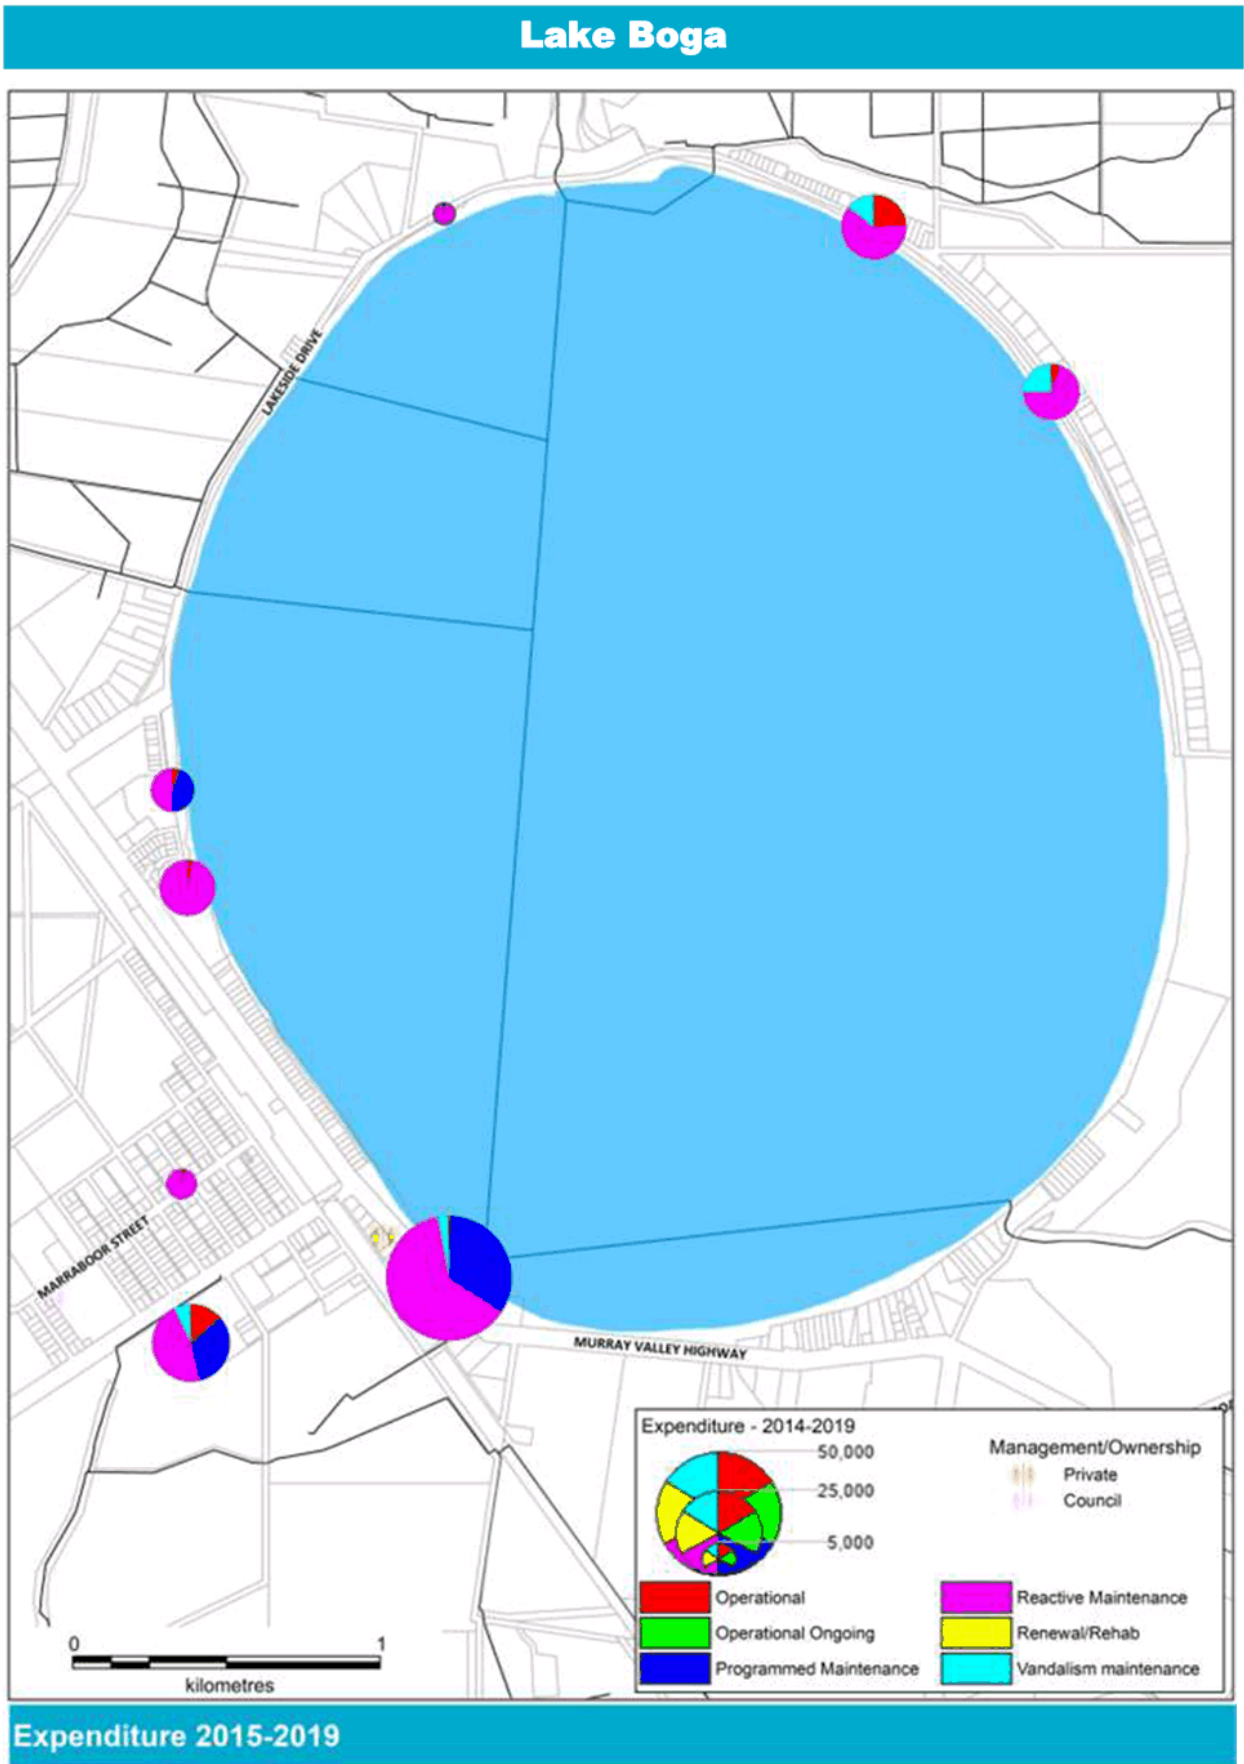 Lake Boga
LAKESIDE DRIVE
MARRABOOR STREET
MURRAY VALLEY HIGHWAY
Expenditure - 2014-2019
50,000
25,000
5,000
Management/Ownership
Private
Council
Operational
Reactive Maintenance
Operational Ongoing
Renewal/Rehab
Programmed Maintenance
Vandalism maintenance
0 1
kilometres
Expenditure 2015-2019